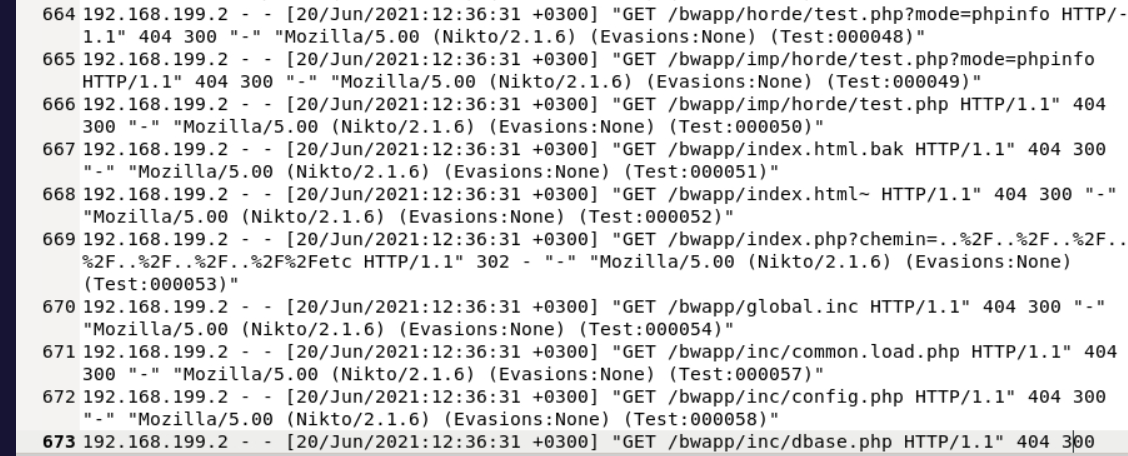 664 192.168.199.2 - - [20/Jun/2021:12:36:31 +0300] "GET /bwapp/horde/test.php?mode=phpinfo HTTP/-
1.1" 404 300 "-" "Mozilla/5.00 (Nikto/2.1.6) (Evasions:None) (Test:000048)"
665 192.168.199.2 - - [20/Jun/2021:12:36:31 +0300] "GET /bwapp/imp/horde/test.php?mode=phpinfo
HTTP/1.1" 404 300 "-" "Mozilla/5.00 (Nikto/2.1.6) (Evasions:None) (Test:000049)"
666 192.168.199.2 - - [20/Jun/2021:12:36:31 +0300] "GET /bwapp/imp/horde/test.php HTTP/1.1" 404
300 "-" "Mozilla/5.00 (Nikto/2.1.6) (Evasions:None) (Test:000050)"
667 192.168.199.2 - - [20/Jun/2021:12:36:31 +0300] "GET /bwapp/index.html.bak HTTP/1.1" 404 300
"-" "Mozilla/5.00 (Nikto/2.1.6) (Evasions:None) (Test:000051)"
668 192.168.199.2 - - [20/Jun/2021:12:36:31 +0300] "GET /bwapp/index.html~ HTTP/1.1" 404 300 "-"
"Mozilla/5.00 (Nikto/2.1.6) (Evasions:None) (Test:000052)"
669 192.168.199.2 - - [20/Jun/2021:12:36:31 +0300] "GET /bwapp/index.php?chemin=..%2F..%2F..%2F..
%2F..%2F..%2F..%2F%2Fetc HTTP/1.1" 302 - "-" "Mozilla/5.00 (Nikto/2.1.6) (Evasions:None)
(Test:000053)"
670 192.168.199.2 - - [20/Jun/2021:12:36:31 +0300] "GET /bwapp/global.inc HTTP/1.1" 404 300 "-"
"Mozilla/5.00 (Nikto/2.1.6) (Evasions:None) (Test:000054)"
671 192.168.199.2 - - [20/Jun/2021:12:36:31 +0300] "GET /bwapp/inc/common.load.php HTTP/1.1" 404
300 "-" "Mozilla/5.00 (Nikto/2.1.6) (Evasions:None) (Test:000057)"
672 192.168.199.2 - - [20/Jun/2021:12:36:31 +0300] "GET /bwapp/inc/config.php HTTP/1.1" 404 300
"-" "Mozilla/5.00 (Nikto/2.1.6) (Evasions:None) (Test:000058)"
673 192.168.199.2 - - [20/Jun/2021:12:36:31 +0300] "GET /bwapp/inc/dbase.php HTTP/1.1" 404 300